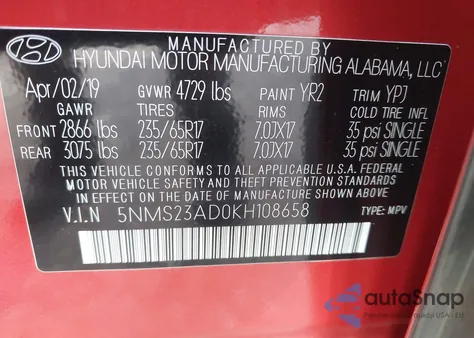 MANUFACTURED BY
HYUNDAI MOTOR MANUFACTURING ALABAMA, LLC
Apr/02/19 GVWR 4729 lbs PAINT YR2 TRIM YPJ
GAWR TIRES COLD TIRE INFL
FRONT 2866 lbs 235/65R17 7.0JX17 35 psi SINGLE
REAR 3075 lbs 235/65R17 7.0JX17 35 psi SINGLE
THIS VEHICLE CONFORMS TO ALL APPLICABLE U.S.A. FEDERAL
MOTOR VEHICLE SAFETY AND THEFT PREVENTION STANDARDS
IN EFFECT ON THE DATE OF MANUFACTURE SHOWN ABOVE
V.I.N 5NMS23AD0KH108658 TYPE: MPV
autoSnap